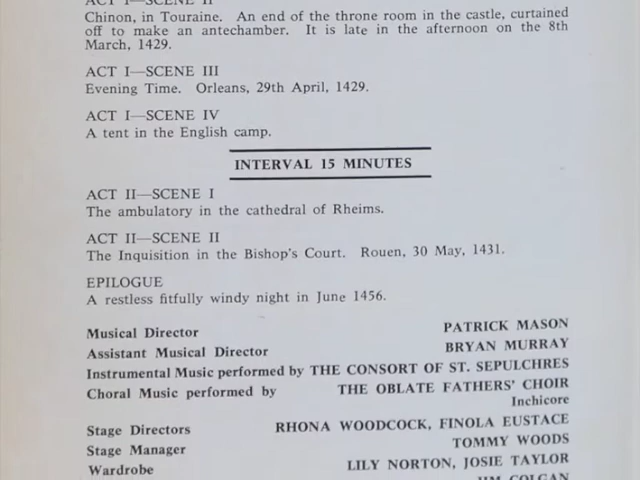 ACT I—SCENE II
Chinon, in Touraine. An end of the throne room in the castle, curtained
off to make an antechamber. It is late in the afternoon on the 8th
March, 1429.
ACT I—SCENE III
Evening Time. Orleans, 29th April, 1429.
ACT I—SCENE IV
A tent in the English camp.
INTERVAL 15 MINUTES
ACT II—SCENE I
The ambulatory in the cathedral of Rheims.
ACT II—SCENE II
The Inquisition in the Bishop's Court. Rouen, 30 May, 1431.
EPILOGUE
A restless fitfully windy night in June 1456.
Musical Director PATRICK MASON
Assistant Musical Director BRYAN MURRAY
Instrumental Music performed by THE CONSORT OF ST. SEPULCHRES
Choral Music performed by THE OBLATE FATHERS' CHOIR
Inchicore
Stage Directors RHONA WOODCOCK, FINOLA EUSTACE
Stage Manager TOMMY WOODS
Wardrobe LILY NORTON, JOSIE TAYLOR
JIM COLGAN